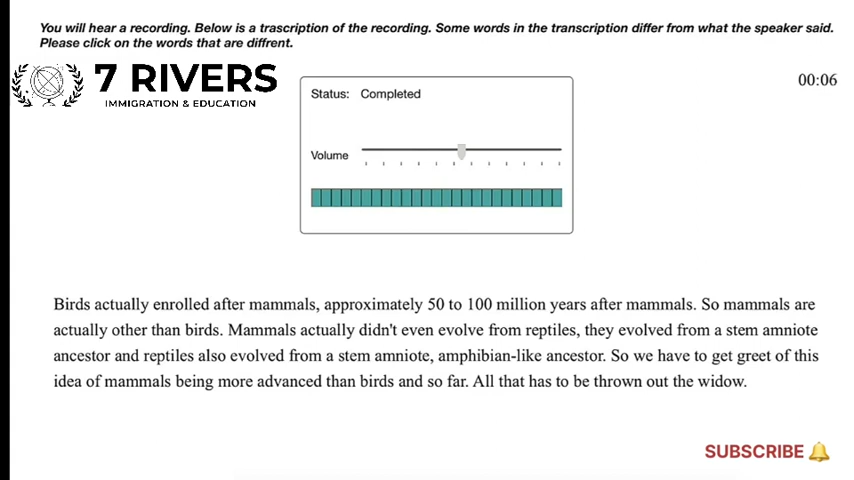 You will hear a recording. Below is a trascription of the recording. Some words in the transcription differ from what the speaker said.
Please click on the words that are diffrent.
7 RIVERS
IMMIGRATION & EDUCATION
00:06
Status: Completed
Volume
Birds actually enrolled after mammals, approximately 50 to 100 million years after mammals. So mammals are
actually other than birds. Mammals actually didn't even evolve from reptiles, they evolved from a stem amniote
ancestor and reptiles also evolved from a stem amniote, amphibian-like ancestor. So we have to get greet of this
idea of mammals being more advanced than birds and so far. All that has to be thrown out the widow.
SUBSCRIBE